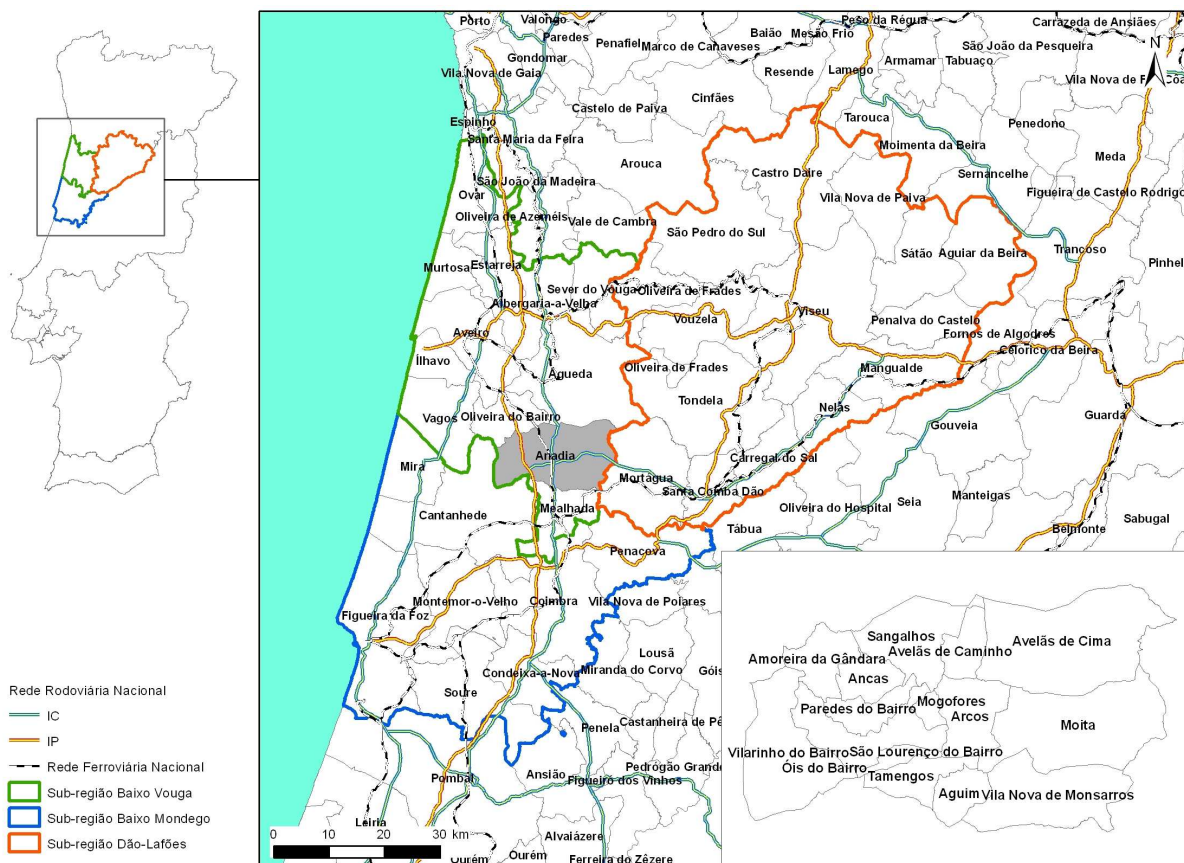 Porto
Valongo
Paredes
Penafiel
Gondomar
Marco de Canaveses
Baião
Mesão Frio
Peso da Régua
Carrazeda de Ansiães
N
Vila Nova de Gaia
Resende
Lamego
Armamar
Tabuaço
São João da Pesqueira
Castelo de Paiva
Cinfães
Espinho
Santa Maria da Feira
Tarouca
Penedono
Moimenta da Beira
Arouca
Castro Daire
Sernancelhe
Meda
São João da Madeira
Ovar
Vila Nova de Paiva
Figueira de Castelo Rodrigo
Oliveira de Azeméis
Vale de Cambra
São Pedro do Sul
Sátão
Aguiar da Beira
Trancoso
Murtosa
Estarreja
Sever do Vouga
Oliveira de Frades
Albergaria-a-Velha
Vouzela
Viseu
Penalva do Castelo
Aveiro
Fornos de Algodres
Celorico da Beira
Ílhavo
Águeda
Oliveira de Frades
Mangualde
Tondela
Nelas
Vagos
Oliveira do Bairro
Gouveia
Guarda
Anadia
Mira
Carregal do Sal
Mortágua
Santa Comba Dão
Seia
Manteigas
Cantanhede
Mealhada
Oliveira do Hospital
Tábua
Belmonte
Sabugal
Penacova
Montemor-o-Velho
Coimbra
Vila Nova de Poiares
Figueira da Foz
Lousã
Condeixa-a-Nova
Miranda do Corvo
Góis
Soure
Penela
Pombal
Ansião
Pedrógão Grande
Figueiró dos Vinhos
Leiria
Alvaiázere
Ourém
Ourém
Ferreira do Zêzere
0 10 20 30 km
Sangalhos
Avelãs de Caminho
Avelãs de Cima
Amoreira da Gândara
Ancas
Paredes do Bairro
Mogofores
Arcos
Moita
Vilarinho do Bairro
São Lourenço do Bairro
Óis do Bairro
Tamengos
Aguim
Vila Nova de Monsarros
Rede Rodoviária Nacional
IC
IP
Rede Ferroviária Nacional
Sub-região Baixo Vouga
Sub-região Baixo Mondego
Sub-região Dão-Lafões